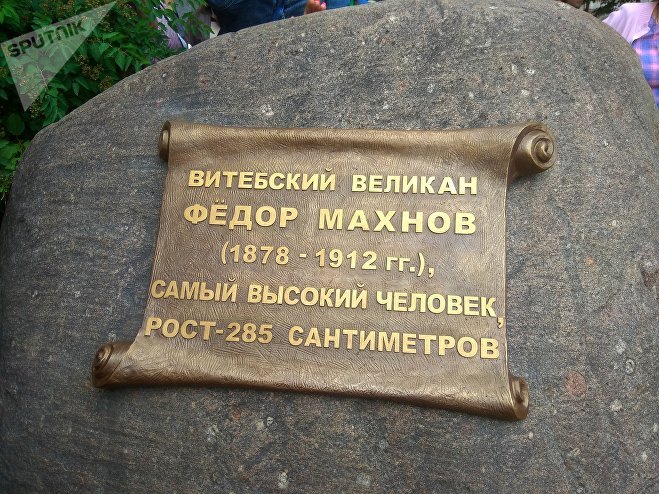 SPUTNIK
ВИТЕБСКИЙ ВЕЛИКАН
ФЁДОР МАХНОВ
(1878 - 1912 гг.),
САМЫЙ ВЫСОКИЙ ЧЕЛОВЕК,
РОСТ-285 САНТИМЕТРОВ